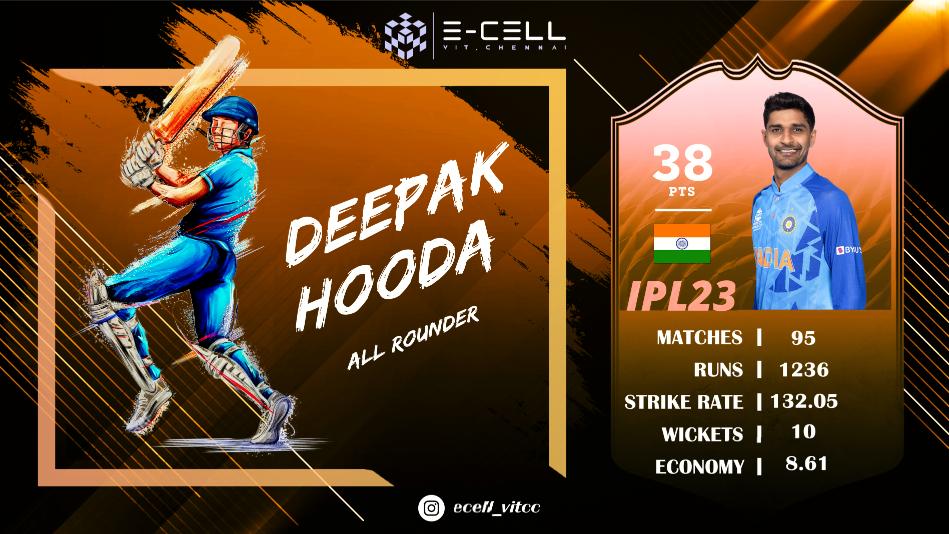 E-CELL
VIT, CHENNAI
DEEPAK
HOODA
ALL ROUNDER
38
PTS
IPL23
BYJU'S
MATCHES | 95
RUNS | 1236
STRIKE RATE | 132.05
WICKETS | 10
ECONOMY | 8.61
ecell_vitcc